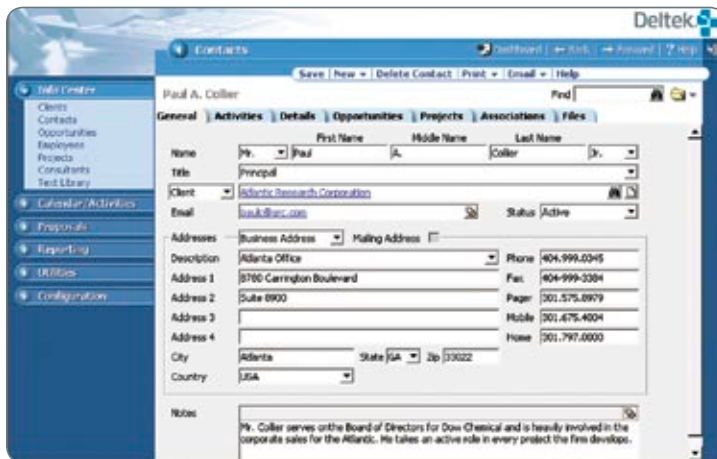 Deltek
Contacts
Dashboard Back Forward ? Help
Save | New | Delete Contact | Print | Email | Help
Info Center
Clients
Contacts
Opportunities
Employees
Projects
Consultants
Text Library
Calendar/Activities
Proposals
Reporting
Utilities
Configuration
Paul A. Collier
Find
General Activities Details Opportunities Projects Associations Files
First Name Middle Name Last Name
Name Mr. Paul A. Collier Jr.
Title Principal
Client Atlantic Research Corporation
Email Status Active
Addresses Business Address Mailing Address
Description Atlanta Office Phone 404.999.0345
Address 1 8780 Carrington Boulevard Fax 404-999-3384
Address 2 Suite 8900 Pager 301.575.8979
Address 3 Mobile 301.675.4004
Address 4 Home 301.797.0800
City Atlanta State GA Zip 33022
Country USA
Notes
Mr. Coller serves onthe Board of Directors for Dow Chemical and is heavily involved in the
corporate sales for the Atlantic. He takes an active role in every project the firm develops.